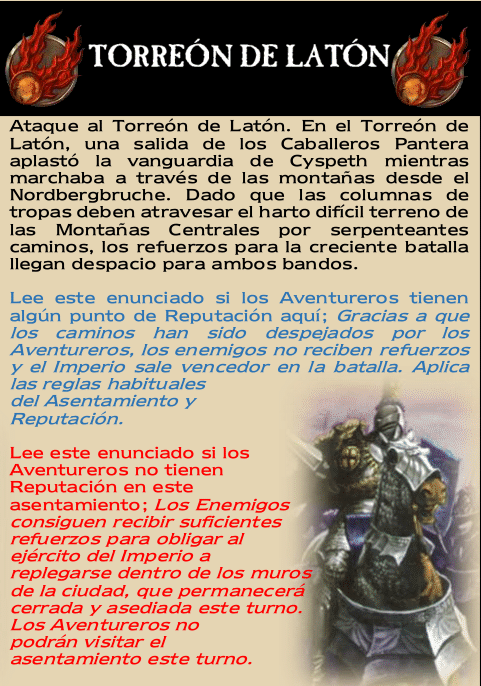 TORREÓN DE LATÓN
Ataque al Torreón de Latón. En el Torreón de
Latón, una salida de los Caballeros Pantera
aplastó la vanguardia de Cyspeth mientras
marchaba a través de las montañas desde el
Nordbergbruche. Dado que las columnas de
tropas deben atravesar el harto difícil terreno de
las Montañas Centrales por serpenteantes
caminos, los refuerzos para la creciente batalla
llegan despacio para ambos bandos.
Lee este enunciado si los Aventureros tienen
algún punto de Reputación aquí; Gracias a que
los caminos han sido despejados por los
Aventureros, los enemigos no reciben refuerzos
y el Imperio sale vencedor en la batalla. Aplica
las reglas habituales
del Asentamiento y
Reputación.
Lee este enunciado si los
Aventureros no tienen
Reputación en este
asentamiento; Los Enemigos
consiguen recibir suficientes
refuerzos para obligar al
ejército del Imperio a
replegarse dentro de los muros
de la ciudad, que permanecerá
cerrada y asediada este turno.
Los Aventureros no
podrán visitar el
asentamiento este turno.